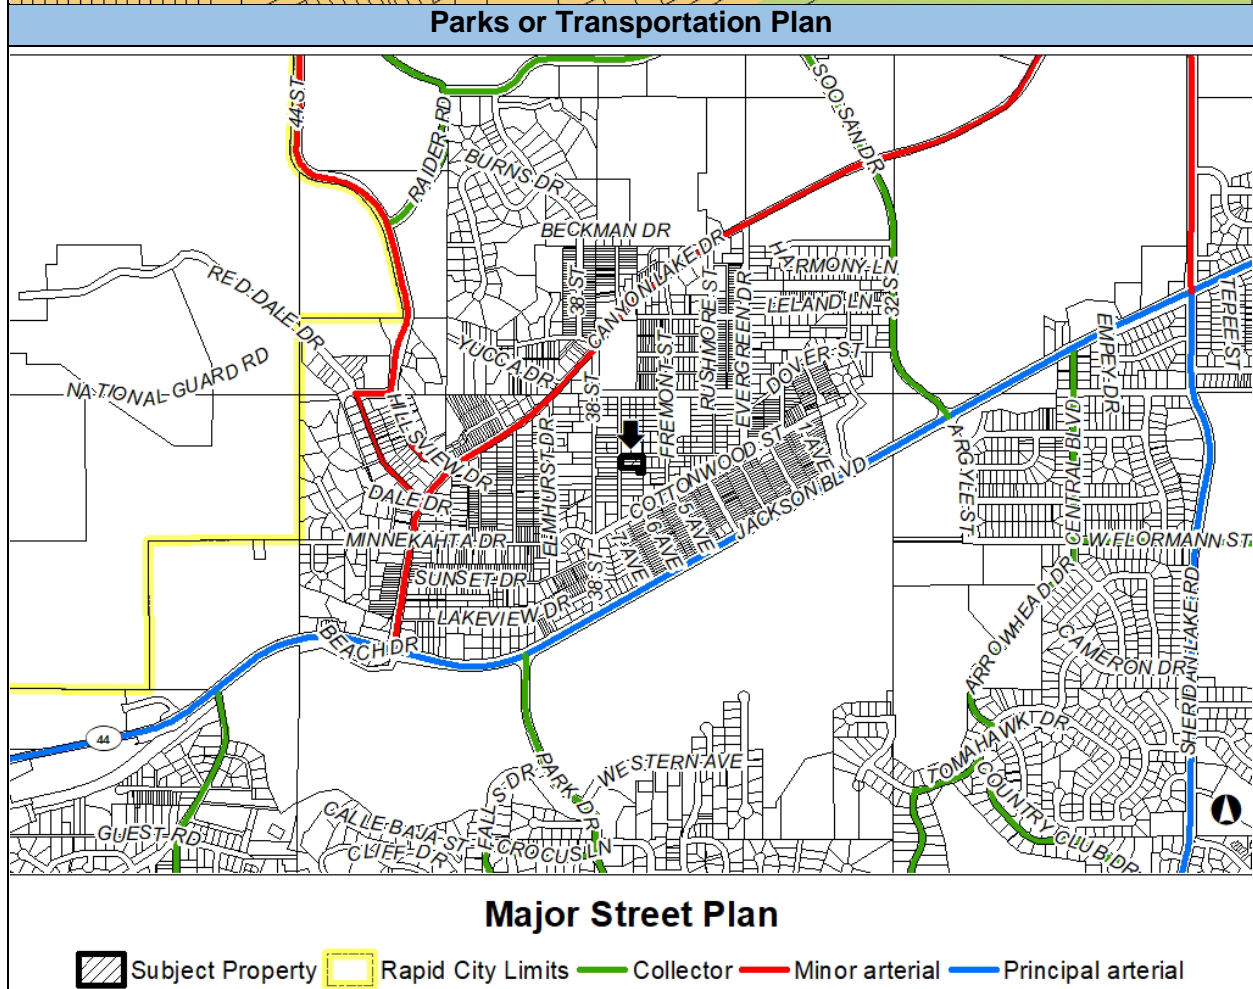 Parks or Transportation Plan
44 ST
RAIDER RD
SOO SAN DR
BURNS DR
BECKMAN DR
RED DALE DR
38 ST
CANYON LAKE DR
HARMONY LN
LELAND LN
32 ST
TEPEE ST
EMPEY DR
NATIONAL GUARD RD
YUCCA DR
RUSHMORE ST
EVERGREEN DR
DOVER ST
38 ST
FREMONT ST
HILLSVIEW DR
ELMHURST DR
COTTONWOOD ST
1 AVE
JACKSON BLVD
ARGYLE ST
CENTRAL BLVD
DALE DR
MINNEKAHTA DR
5 AVE
6 AVE
7 AVE
W FLORMANN ST
SUNSET DR
38 ST
LAKEVIEW DR
BEACH DR
ARROWHEAD DR
CAMERON DR
SHERIDAN LAKE RD
44
TOMAHAWK DR
WESTERN AVE
PARK DR
FALLS DR
COUNTRY CLUB DR
GUEST RD
CALLE BAJA ST
CLIFF DR
CROCUS LN
Major Street Plan
Subject Property Rapid City Limits Collector Minor arterial Principal arterial